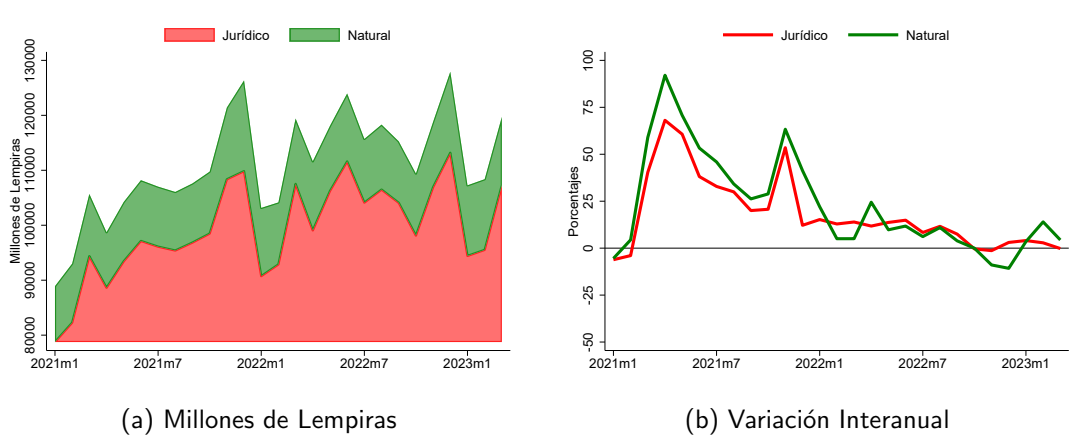 Jurídico Natural
Millones de Lempiras
130000
120000
110000
100000
90000
80000
2021m1 2021m7 2022m1 2022m7 2023m1
(a) Millones de Lempiras
Jurídico Natural
Porcentajes
100
75
50
25
0
-25
-50
2021m1 2021m7 2022m1 2022m7 2023m1
(b) Variación Interanual